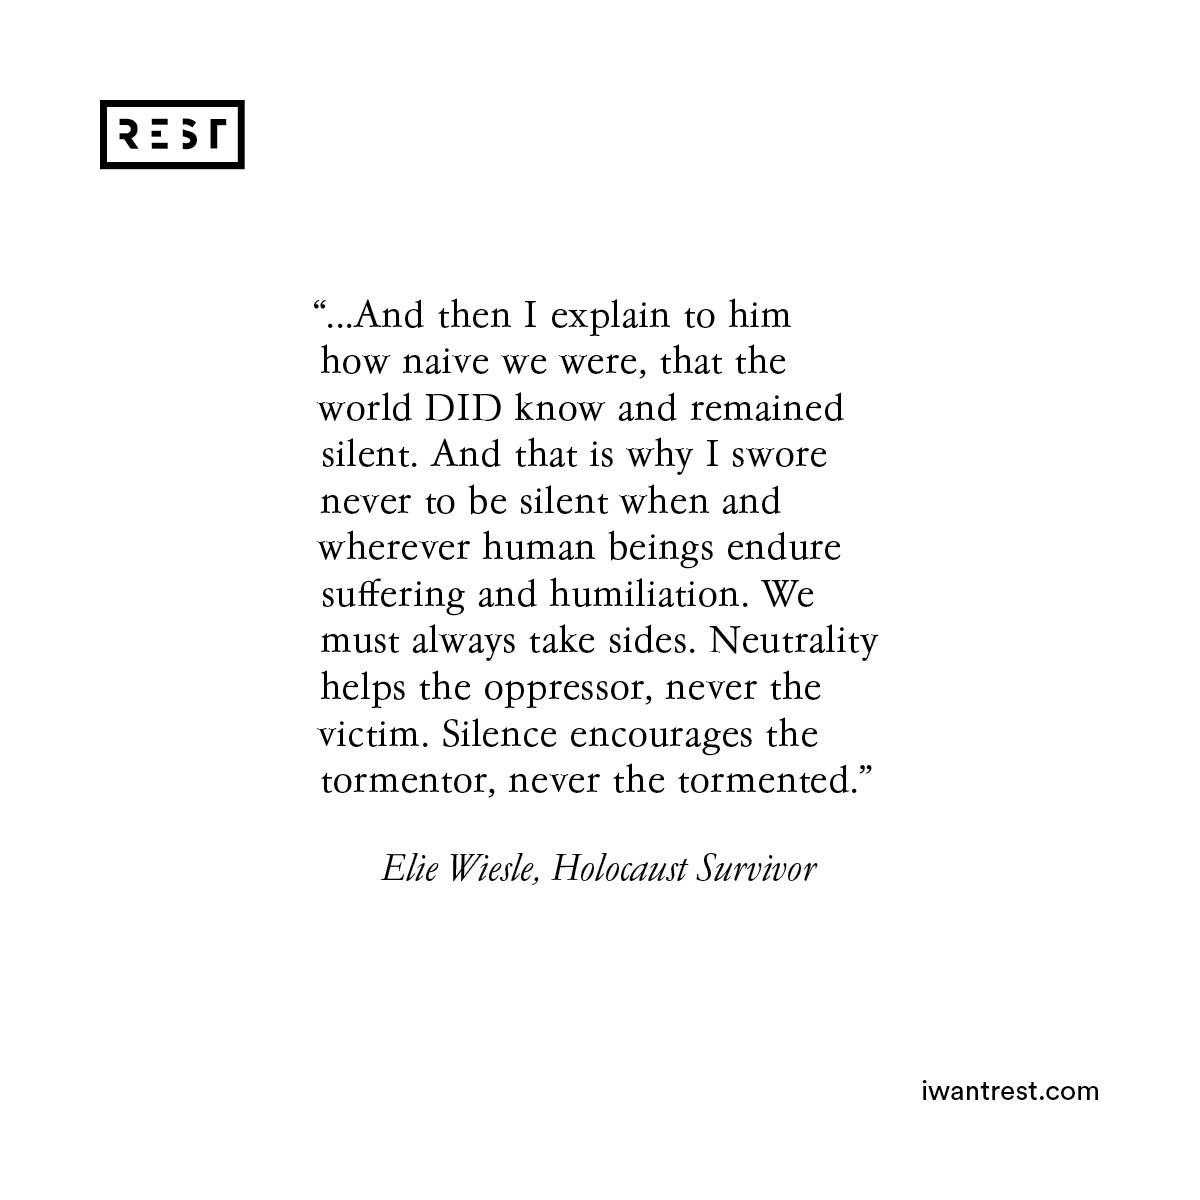 REST
“...And then I explain to him
how naive we were, that the
world DID know and remained
silent. And that is why I swore
never to be silent when and
wherever human beings endure
suffering and humiliation. We
must always take sides. Neutrality
helps the oppressor, never the
victim. Silence encourages the
tormentor, never the tormented.”
Elie Wiesle, Holocaust Survivor
iwantrest.com